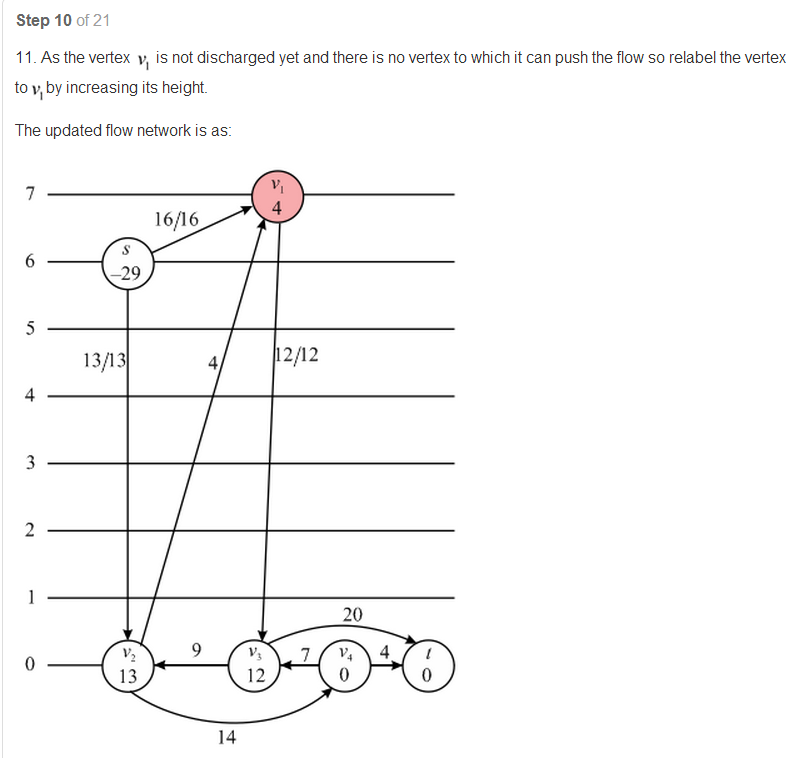 Step 10 of 21
11. As the vertex v₁ is not discharged yet and there is no vertex to which it can push the flow so relabel the vertex
to v₁ by increasing its height.
The updated flow network is as:
7
v₁
4
16/16
6
s
–29
5
13/13
4
12/12
4
3
2
1
20
0
v₂
13
9
v₃
12
7
v₄
0
4
t
0
14